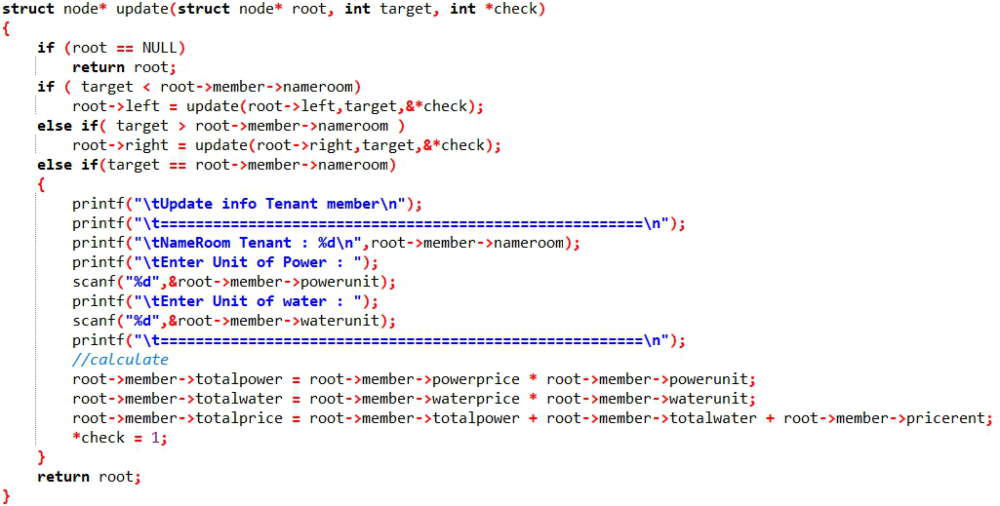 struct node* update(struct node* root, int target, int *check)
{
    if (root == NULL)
        return root;
    if ( target < root->member->nameroom)
        root->left = update(root->left,target,&*check);
    else if( target > root->member->nameroom )
        root->right = update(root->right,target,&*check);
    else if(target == root->member->nameroom)
    {
        printf("\tUpdate info Tenant member\n");
        printf("\t=======================================================\n");
        printf("\tNameRoom Tenant : %d\n",root->member->nameroom);
        printf("\tEnter Unit of Power : ");
        scanf("%d",&root->member->powerunit);
        printf("\tEnter Unit of water : ");
        scanf("%d",&root->member->waterunit);
        printf("\t=======================================================\n");
        //calculate
        root->member->totalpower = root->member->powerprice * root->member->powerunit;
        root->member->totalwater = root->member->waterprice * root->member->waterunit;
        root->member->totalprice = root->member->totalpower + root->member->totalwater + root->member->pricerent;
        *check = 1;
    }
    return root;
}